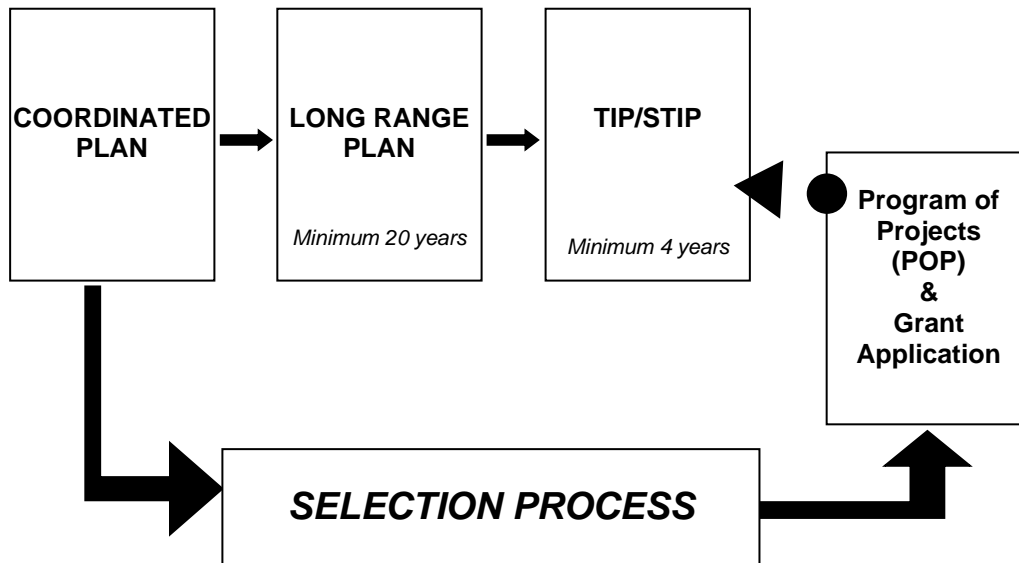 COORDINATED
PLAN
LONG RANGE
PLAN
Minimum 20 years
TIP/STIP
Minimum 4 years
Program of
Projects
(POP)
&
Grant
Application
SELECTION PROCESS